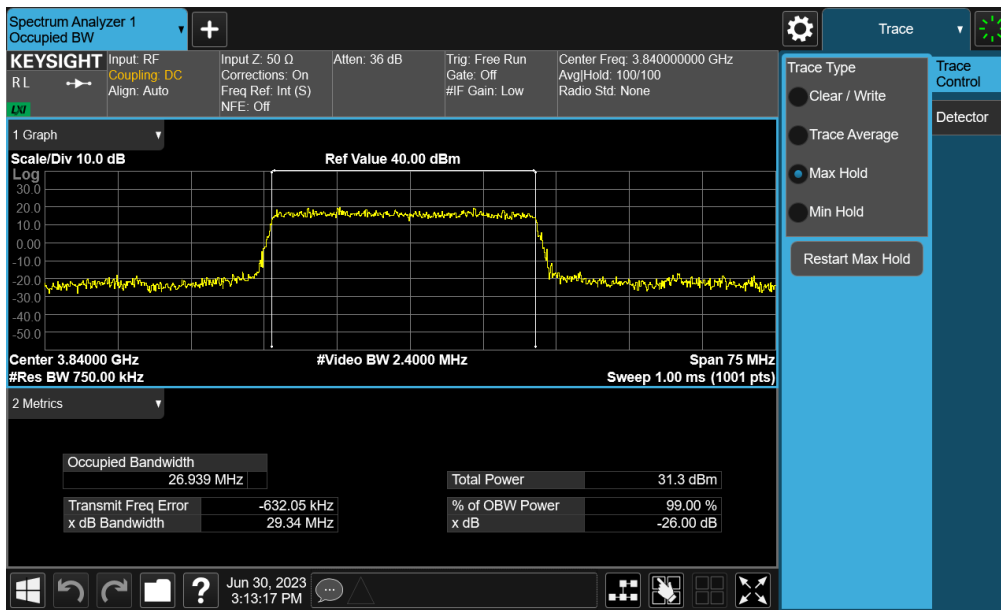 Spectrum Analyzer 1
Occupied BW
Trace
KEYSIGHT
R L
LXI
Input: RF
Coupling: DC
Align: Auto
Input Z: 50 Ω
Corrections: On
Freq Ref: Int (S)
NFE: Off
Atten: 36 dB
Trig: Free Run
Gate: Off
#IF Gain: Low
Center Freq: 3.840000000 GHz
Avg|Hold: 100/100
Radio Std: None
Trace Type
Clear / Write
Trace Average
Max Hold
Min Hold
Restart Max Hold
Trace
Control
Detector
1 Graph
Scale/Div 10.0 dB
Ref Value 40.00 dBm
Log
30.0
20.0
10.0
0.00
-10.0
-20.0
-30.0
-40.0
-50.0
Center 3.84000 GHz
#Video BW 2.4000 MHz
Span 75 MHz
#Res BW 750.00 kHz
Sweep 1.00 ms (1001 pts)
2 Metrics
Occupied Bandwidth
26.939 MHz
Total Power 31.3 dBm
Transmit Freq Error -632.05 kHz
% of OBW Power 99.00 %
x dB Bandwidth 29.34 MHz
x dB -26.00 dB
?
Jun 30, 2023
3:13:17 PM